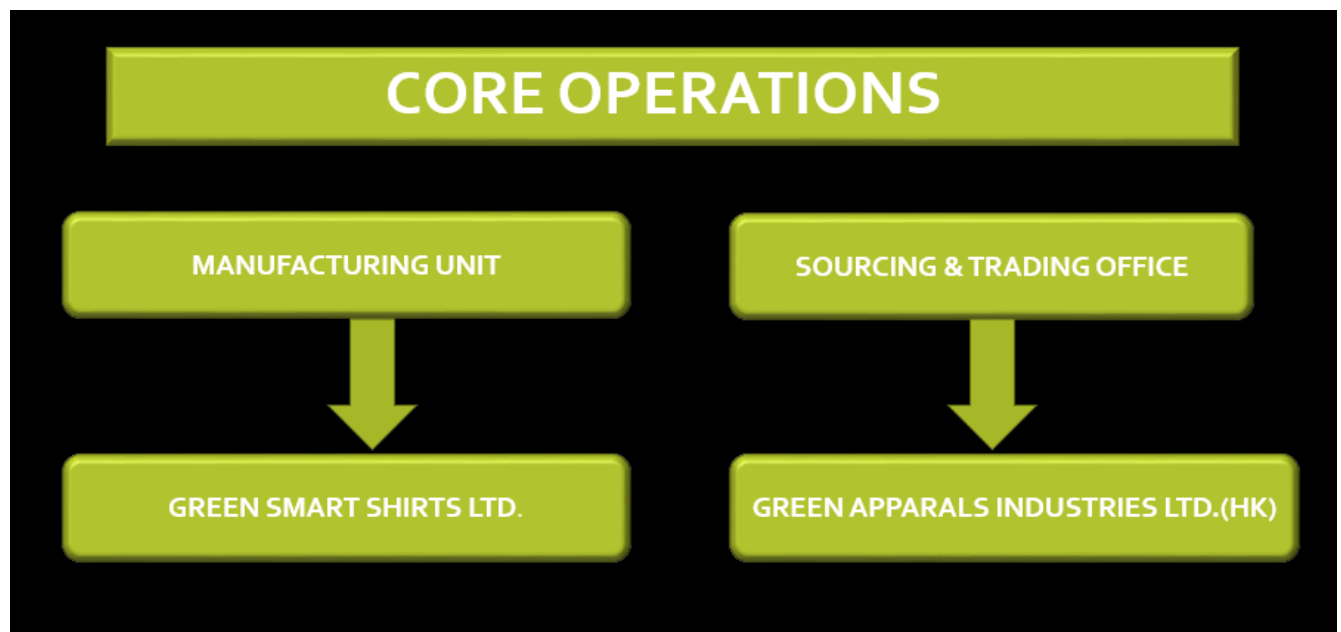 CORE OPERATIONS
MANUFACTURING UNIT
SOURCING & TRADING OFFICE
GREEN SMART SHIRTS LTD.
GREEN APPARALS INDUSTRIES LTD.(HK)